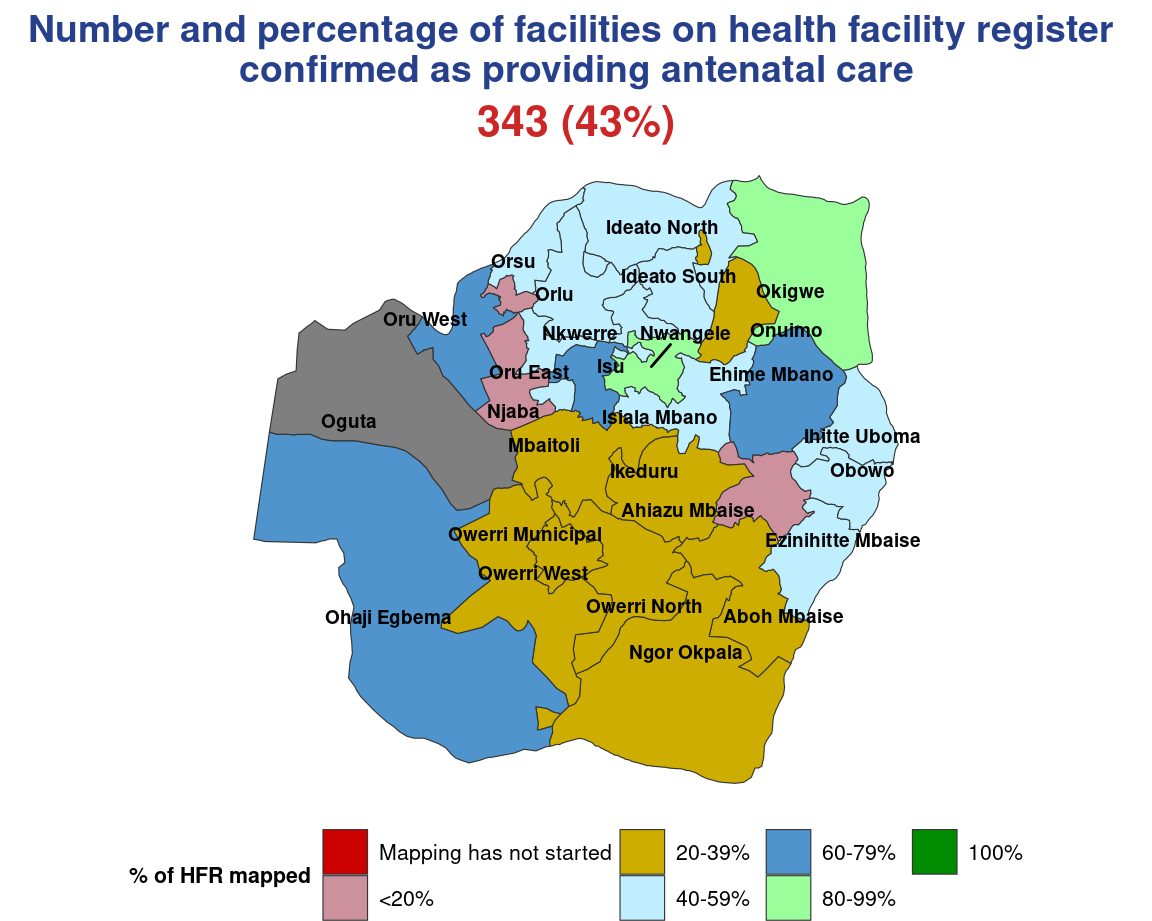 Number and percentage of facilities on health facility register
confirmed as providing antenatal care
343 (43%)
Ideato North
Orsu
Ideato South
Okigwe
Orlu
Oru West
Nkwerre
Nwangele
Onuimo
Isu
Oru East
Ehime Mbano
Njaba
Isiala Mbano
Oguta
Ihitte Uboma
Mbaitoli
Ikeduru
Obowo
Ahiazu Mbaise
Owerri Municipal
Ezinihitte Mbaise
Owerri West
Owerri North
Ohaji Egbema
Aboh Mbaise
Ngor Okpala
% of HFR mapped
Mapping has not started
<20%
20-39%
40-59%
60-79%
80-99%
100%